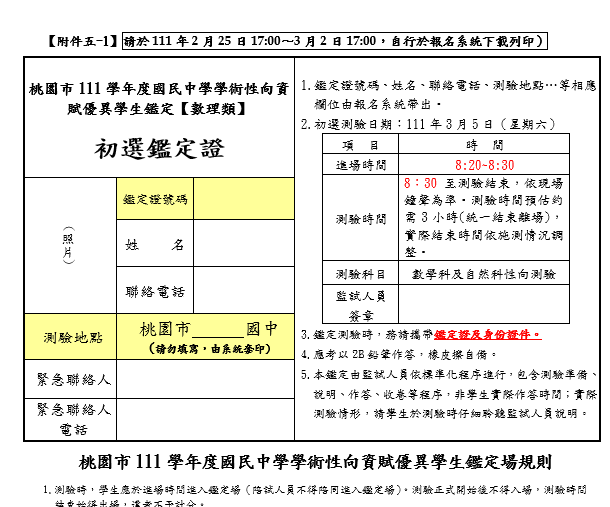 【附件五-1】請於 111 年 2 月 25 日 17:00~3 月 2 日 17:00，自行於報名系統下載列印）
桃園市 111 學年度國民中學學術性向資
賦優異學生鑑定【數理類】
初選鑑定證
（照片）
鑑定證號碼
姓 名
聯絡電話
測驗地點
桃園市______國中
(請勿填寫，由系統套印)
緊急聯絡人
緊急聯絡人
電話
1. 鑑定證號碼、姓名、聯絡電話、測驗地點…等相應
欄位由報名系統帶出。
2. 初選測驗日期：111 年 3 月 5 日（星期六）
項 目 時 間
進場時間 8:20~8:30
測驗時間
8：30 至測驗結束，依現場
鐘聲為準。測驗時間預估約
需 3 小時(統一結束離場)，
實際結束時間依施測情況調
整。
測驗科目 數學科及自然科性向測驗
監試人員
簽章
3. 鑑定測驗時，務請攜帶鑑定證及身份證件。
4. 應考以 2B 鉛筆作答，橡皮擦自備。
5. 本鑑定由監試人員依標準化程序進行，包含測驗準備、
說明、作答、收卷等程序，非學生實際作答時間；實際
測驗情形，請學生於測驗時仔細聆聽監試人員說明。
桃園市 111 學年度國民中學學術性向資賦優異學生鑑定場規則
1. 測驗時，學生應於進場時間進入鑑定場（陪試人員不得陪同進入鑑定場）。測驗正式開始後不得入場，測驗時間
結束始得出場，違者不予計分。